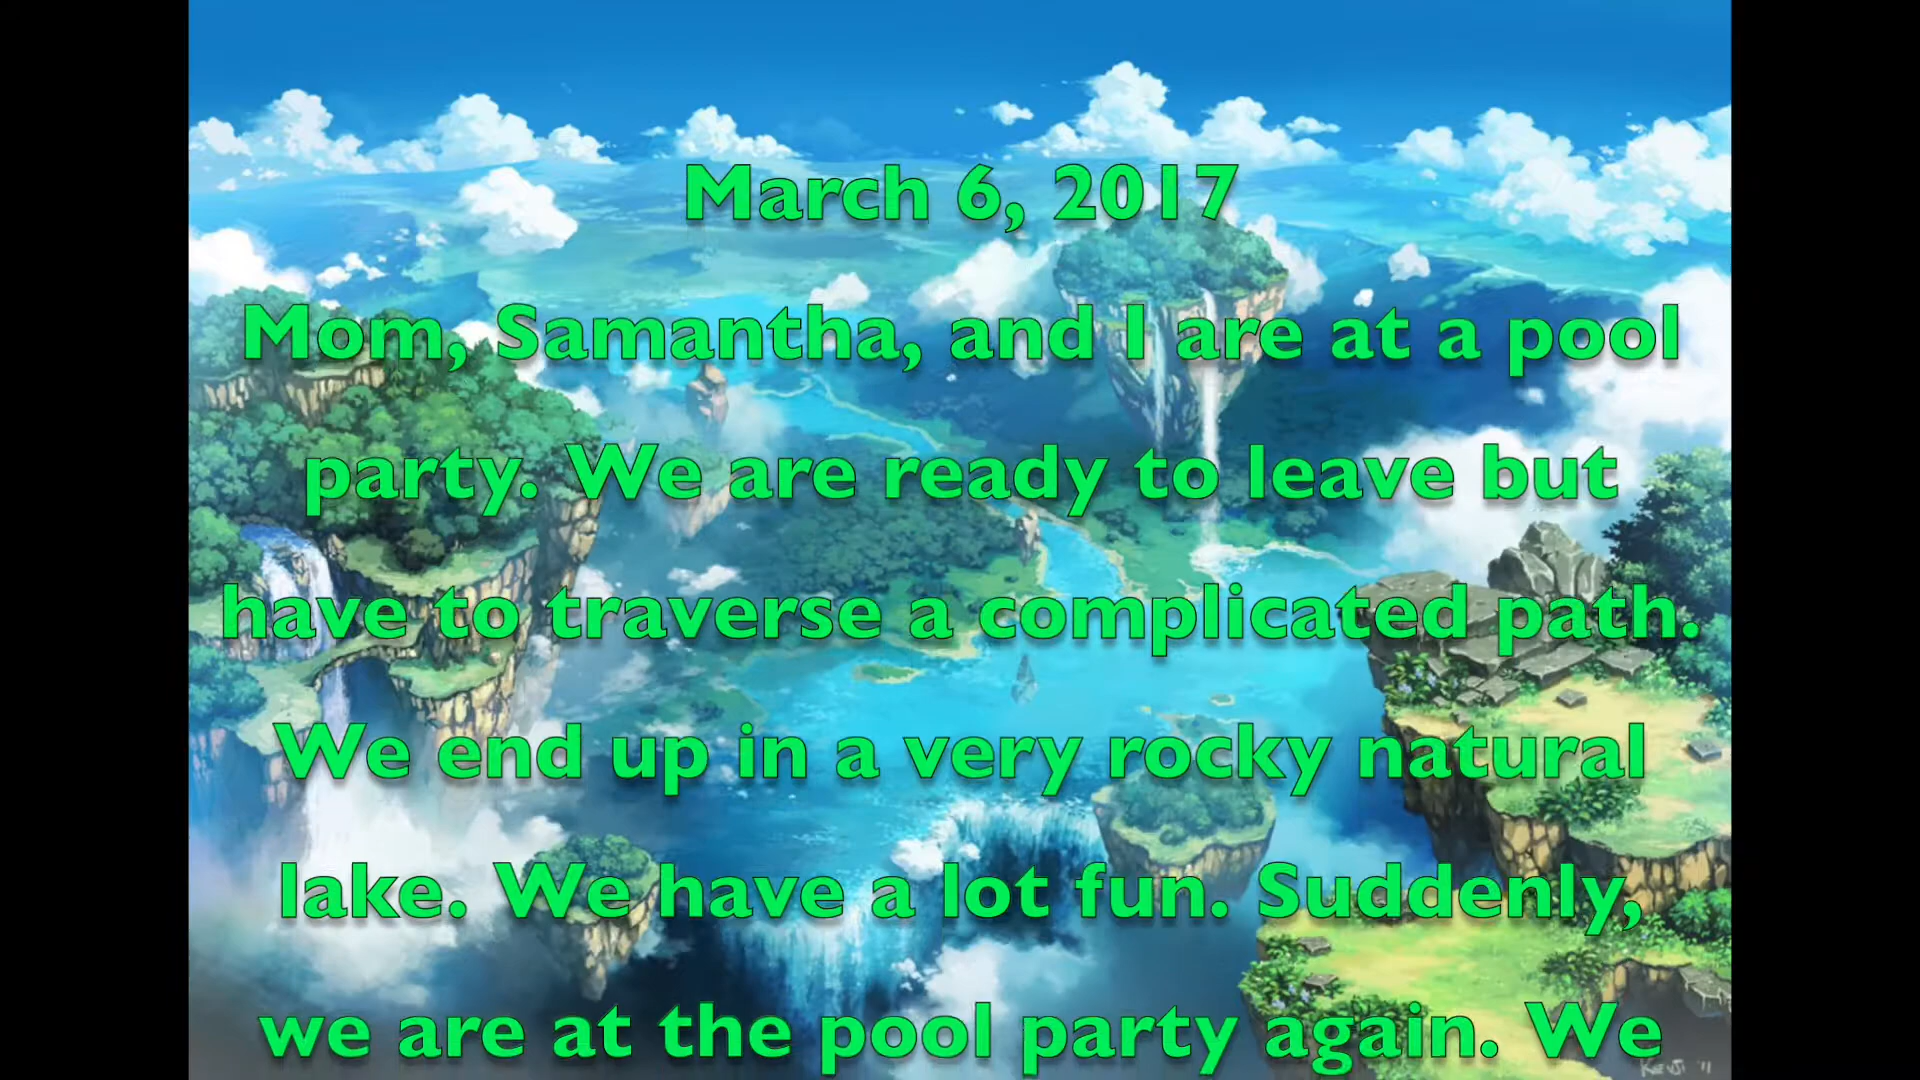 March 6, 2017
Mom, Samantha, and I are at a pool
party. We are ready to leave but
have to traverse a complicated path.
We end up in a very rocky natural
lake. We have a lot fun. Suddenly,
we are at the pool party again. We
KENJI '11